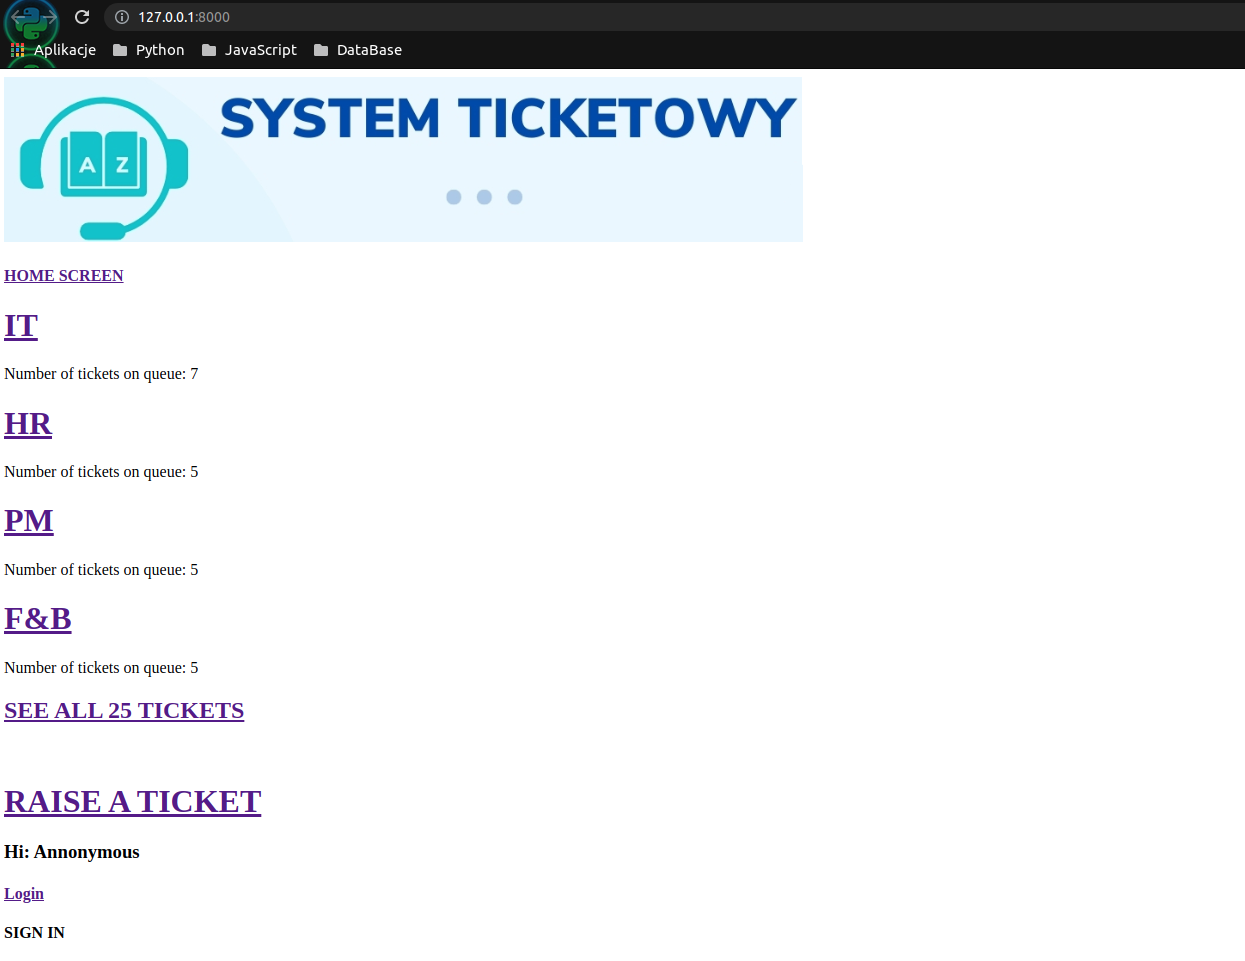 127.0.0.1:8000
Aplikacje Python JavaScript DataBase
SYSTEM TICKETOWY
A Z
HOME SCREEN
IT
Number of tickets on queue: 7
HR
Number of tickets on queue: 5
PM
Number of tickets on queue: 5
F&B
Number of tickets on queue: 5
SEE ALL 25 TICKETS
RAISE A TICKET
Hi: Annonymous
Login
SIGN IN